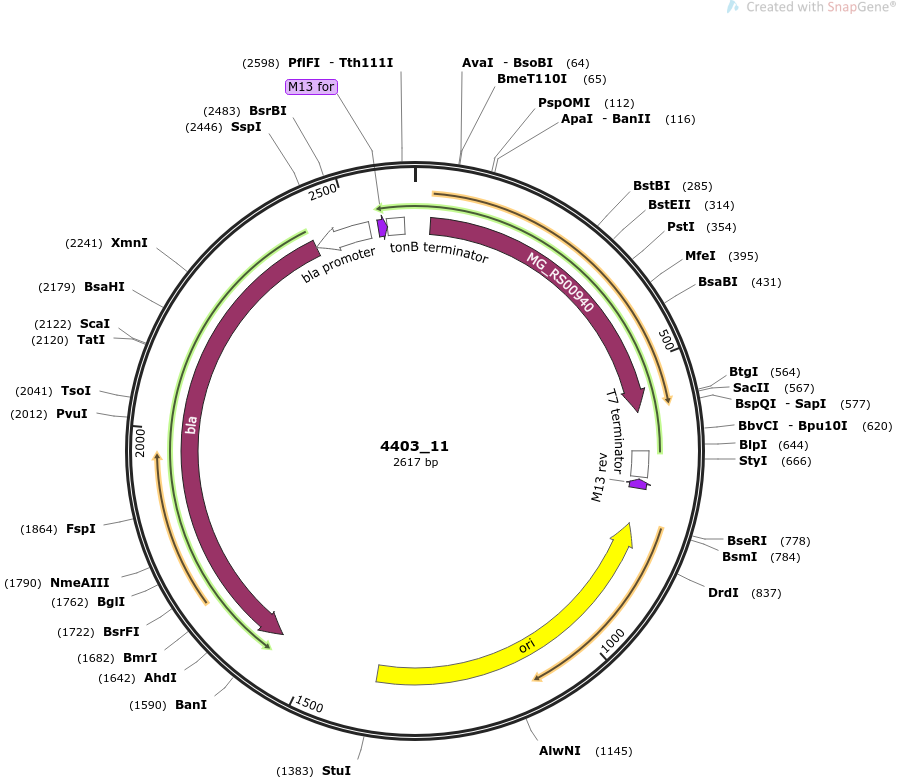 Created with SnapGene®
(2598) PflFI - Tth111I
AvaI - BsoBI (64)
BmeT110I (65)
M13 for
(2483) BsrBI
(2446) SspI
PspOMI (112)
ApaI - BanII (116)
2500
BstBI (285)
BstEII (314)
PstI (354)
(2241) XmnI
bla promoter
tonB terminator
MG_RS00940
MfeI (395)
(2179) BsaHI
BsaBI (431)
(2122) ScaI
(2120) TatI
500
(2041) TsoI
(2012) PvuI
BtgI (564)
SacII (567)
BspQI - SapI (577)
2000
bla
4403_11
2617 bp
T7 terminator
BbvCI - Bpu10I (620)
BlpI (644)
StyI (666)
M13 rev
(1864) FspI
BseRI (778)
BsmI (784)
(1790) NmeAIII
(1762) BglI
DrdI (837)
(1722) BsrFI
(1682) BmrI
ori
1000
(1642) AhdI
(1590) BanI
1500
AlwNI (1145)
(1383) StuI